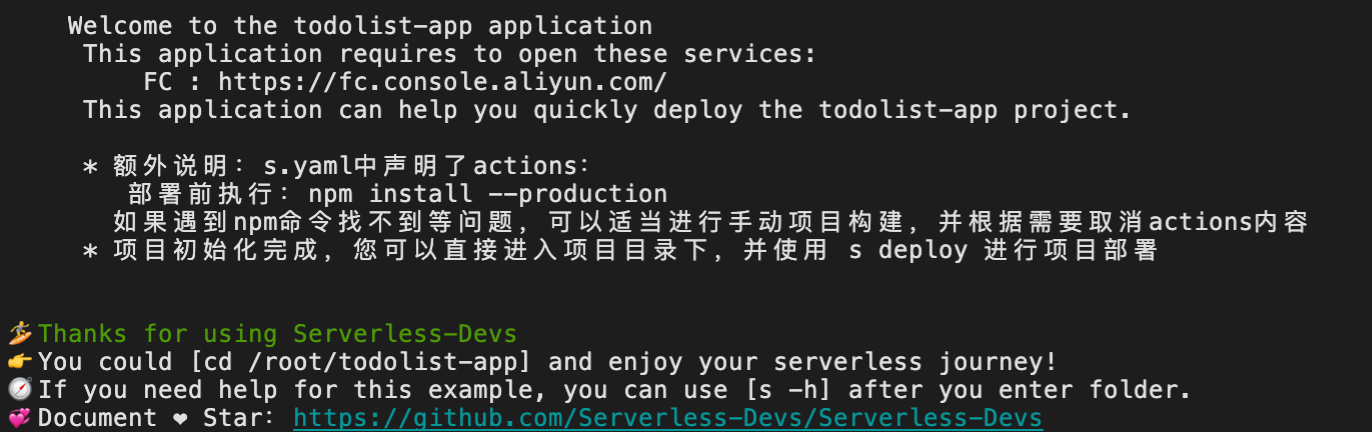 Welcome to the todolist-app application
This application requires to open these services:
FC : https://fc.console.aliyun.com/
This application can help you quickly deploy the todolist-app project.
* 额外说明：s.yaml中声明了actions：
部署前执行：npm install --production
如果遇到npm命令找不到等问题，可以适当进行手动项目构建，并根据需要取消actions内容
* 项目初始化完成，您可以直接进入项目目录下，并使用 s deploy 进行项目部署
🏄Thanks for using Serverless-Devs
👉You could [cd /root/todolist-app] and enjoy your serverless journey!
🧭If you need help for this example, you can use [s -h] after you enter folder.
💞Document ❤ Star: https://github.com/Serverless-Devs/Serverless-Devs